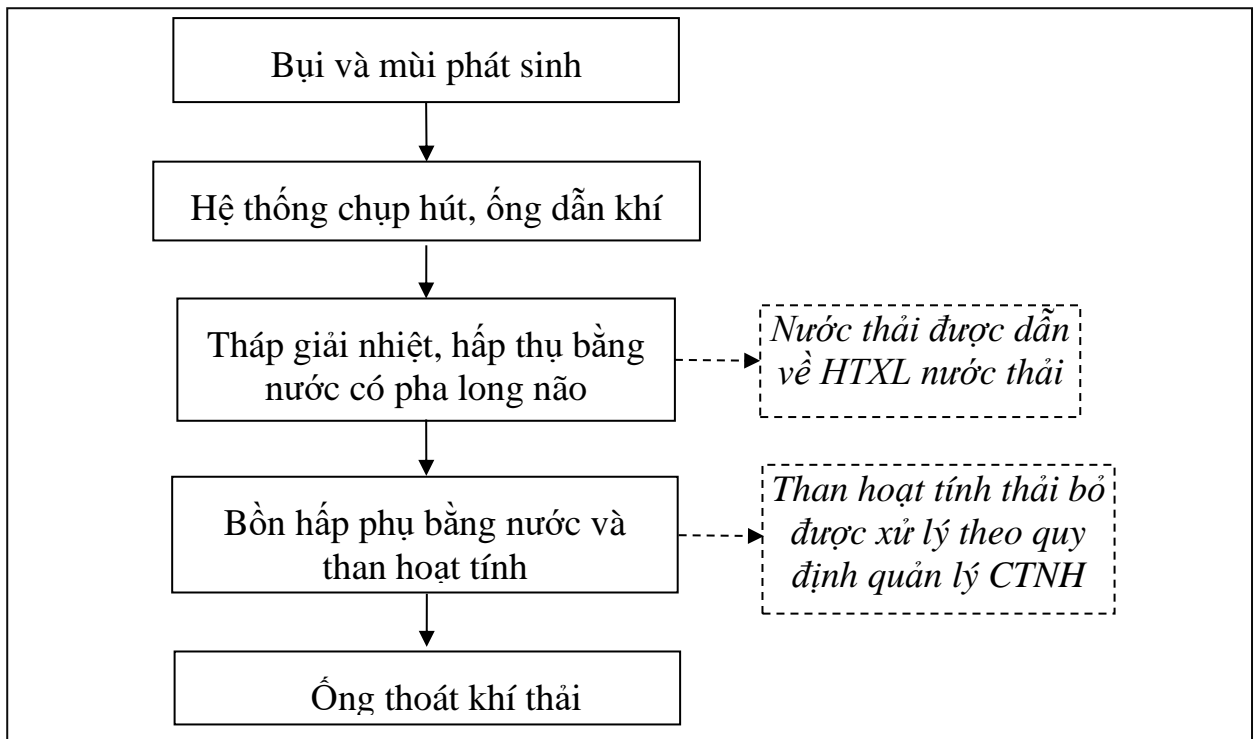 Bụi và mùi phát sinh
Hệ thống chụp hút, ống dẫn khí
Tháp giải nhiệt, hấp thụ bằng
nước có pha long não
Nước thải được dẫn
về HTXL nước thải
Bồn hấp phụ bằng nước và
than hoạt tính
Than hoạt tính thải bỏ
được xử lý theo quy
định quản lý CTNH
Ống thoát khí thải